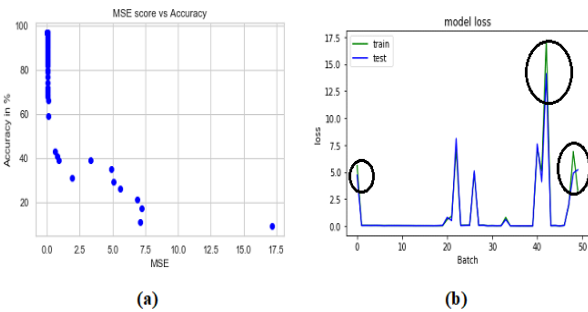 MSE score vs Accuracy
100
80
60
40
20
Accuracy in %
0.0 2.5 5.0 7.5 10.0 12.5 15.0 17.5
MSE
(a)
model loss
train
test
17.5
15.0
12.5
10.0
7.5
5.0
2.5
0.0
loss
0 10 20 30 40 50
Batch
(b)